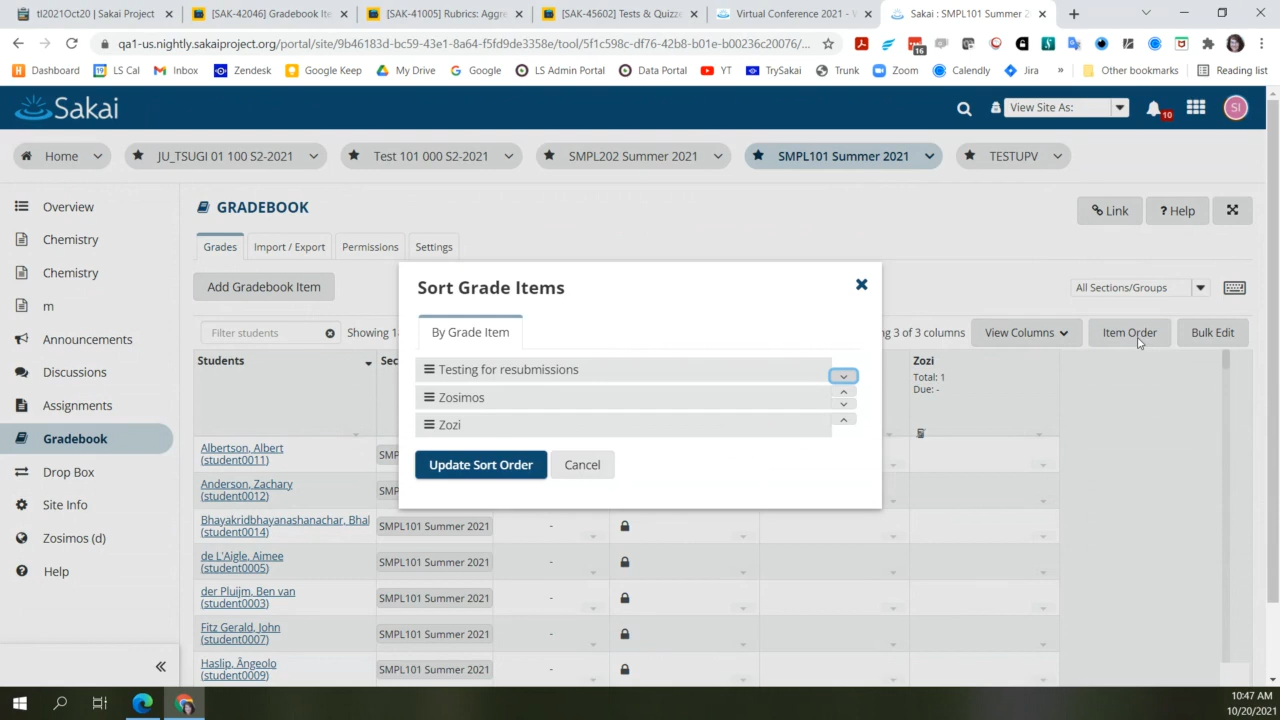 tl2021Oct20 | Sakai Project
[SAK-42046] Gradebook Ite
[SAK-41005] Rubrics: Aggre
[SAK-45602] Tests & Quizze
Virtual Conference 2021 - W
Sakai : SMPL101 Summer 2
qa1-us.nightly.sakaiproject.org/portal/site/9b46193d-bc59-43e1-8a64-f5fd9de3358e/tool/5f1c598c-df76-42b8-b01e-b00236c20076/...
16
Dashboard
LS Cal
Inbox
Zendesk
Google Keep
My Drive
Google
LS Admin Portal
Data Portal
YT
TrySakai
Trunk
Zoom
Calendly
Jira
»
Other bookmarks
Reading list
Sakai
View Site As:
10
SI
Home
JU_TSUGI 01 100 S2-2021
Test 101 000 S2-2021
SMPL202 Summer 2021
SMPL101 Summer 2021
TESTUPV
Overview
Chemistry
Chemistry
m
Announcements
Discussions
Assignments
Gradebook
Drop Box
Site Info
Zosimos (d)
Help
GRADEBOOK
Link
? Help
Grades
Import / Export
Permissions
Settings
Add Gradebook Item
All Sections/Groups
Filter students
Showing 1-
ng 3 of 3 columns
View Columns
Item Order
Bulk Edit
Students
Sec
Zozi
Total: 1
Due: -
Sort Grade Items
By Grade Item
Testing for resubmissions
Zosimos
Zozi
Update Sort Order
Cancel
Albertson, Albert
(student0011)
SMP
Anderson, Zachary
(student0012)
SMP
Bhayakridbhayanashanachar, Bhal
(student0014)
SMPL101 Summer 2021
-
de L'Aigle, Aimee
(student0005)
SMPL101 Summer 2021
-
der Pluijm, Ben van
(student0003)
SMPL101 Summer 2021
-
Fitz Gerald, John
(student0007)
SMPL101 Summer 2021
-
Haslip, Ângeolo
(student0009)
SMPL101 Summer 2021
-
10:47 AM
10/20/2021